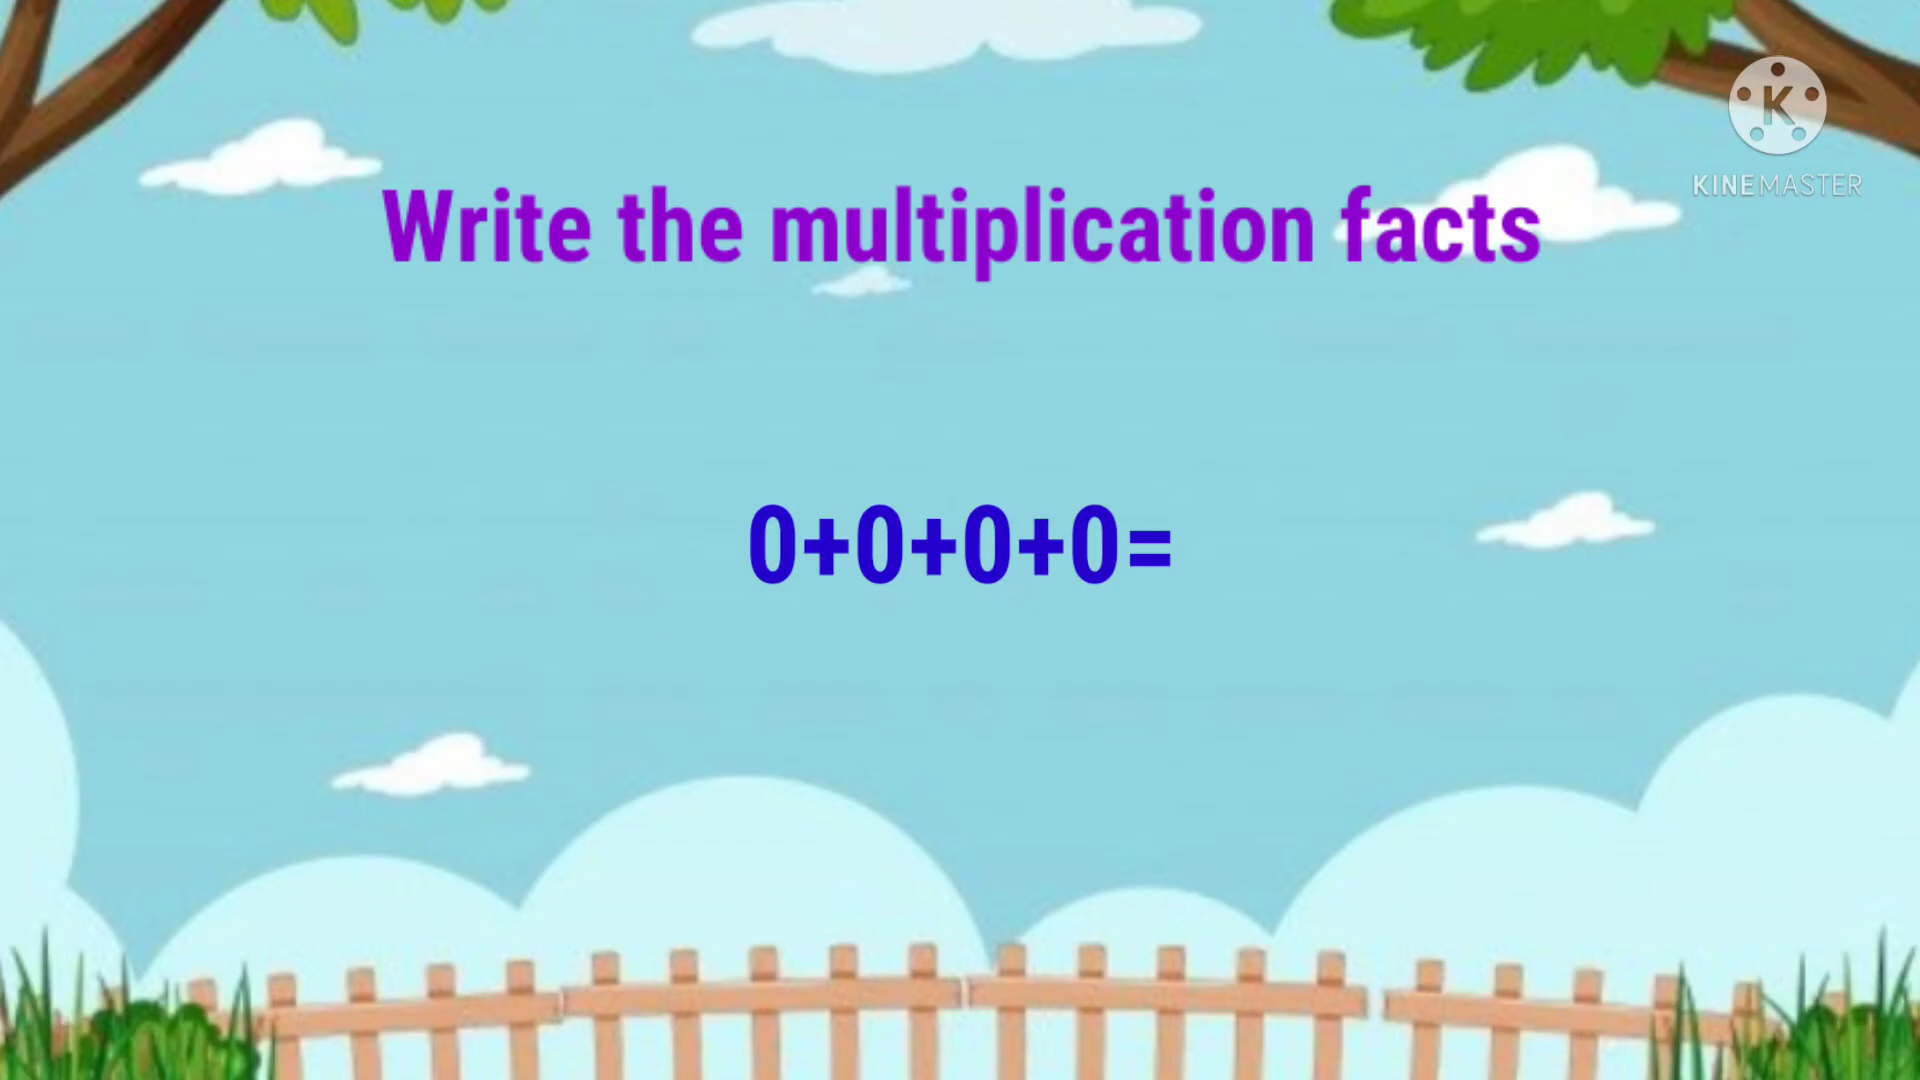 KINEMASTER
Write the multiplication facts
0+0+0+0=